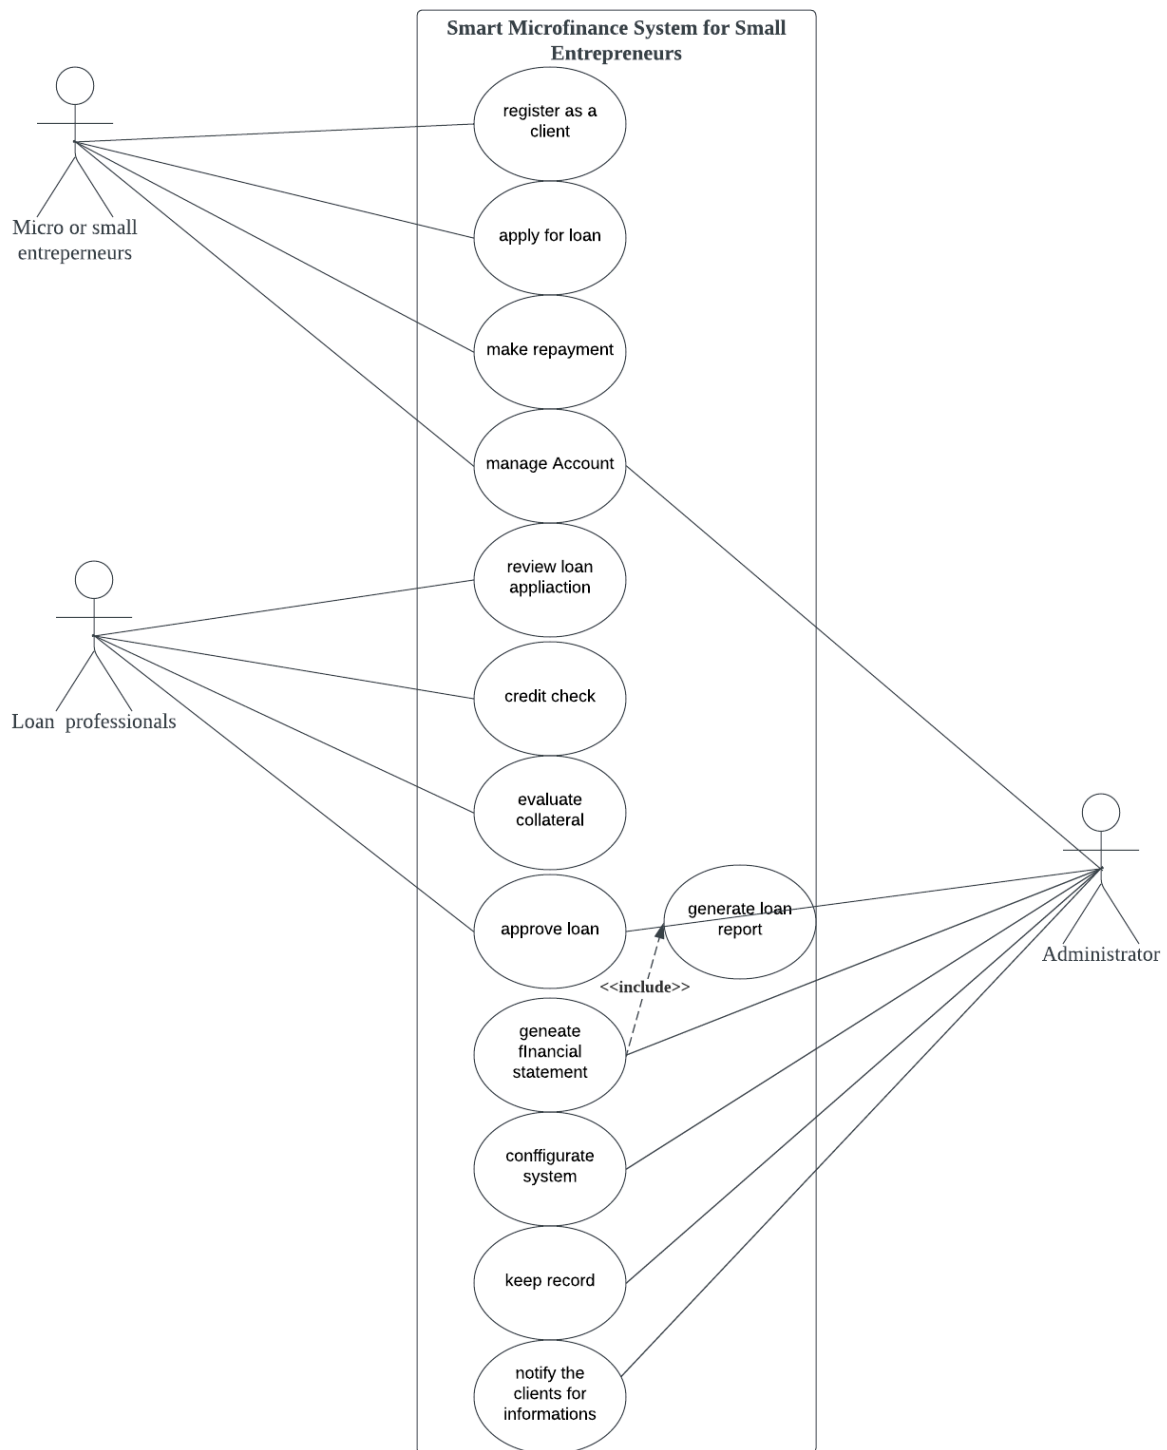 Smart Microfinance System for Small
Entrepreneurs
register as a
client
Micro or small
entreperneurs
apply for loan
make repayment
manage Account
review loan
appliaction
credit check
Loan  professionals
evaluate
collateral
approve loan
generate loan
report
Administrator
<<include>>
geneate
fInancial
statement
conffigurate
system
keep record
notify the
clients for
informations